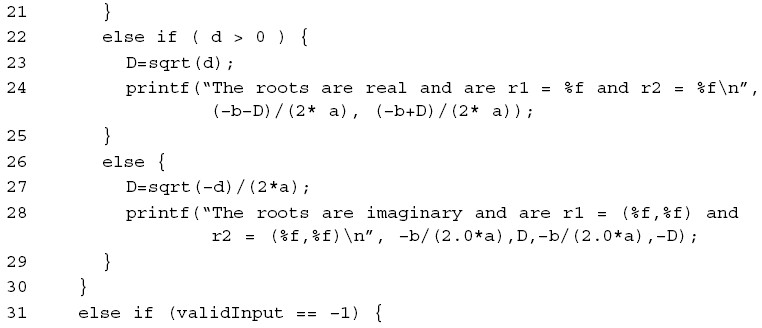 21 }
22 else if ( d > 0 ) {
23 D=sqrt(d);
24 printf(“The roots are real and are r1 = %f and r2 = %f\n”,
(-b-D)/(2* a), (-b+D)/(2* a));
25 }
26 else {
27 D=sqrt(-d)/(2*a);
28 printf(“The roots are imaginary and are r1 = (%f,%f) and
r2 = (%f,%f)\n”, -b/(2.0*a),D,-b/(2.0*a),-D);
29 }
30 }
31 else if (validInput == -1) {